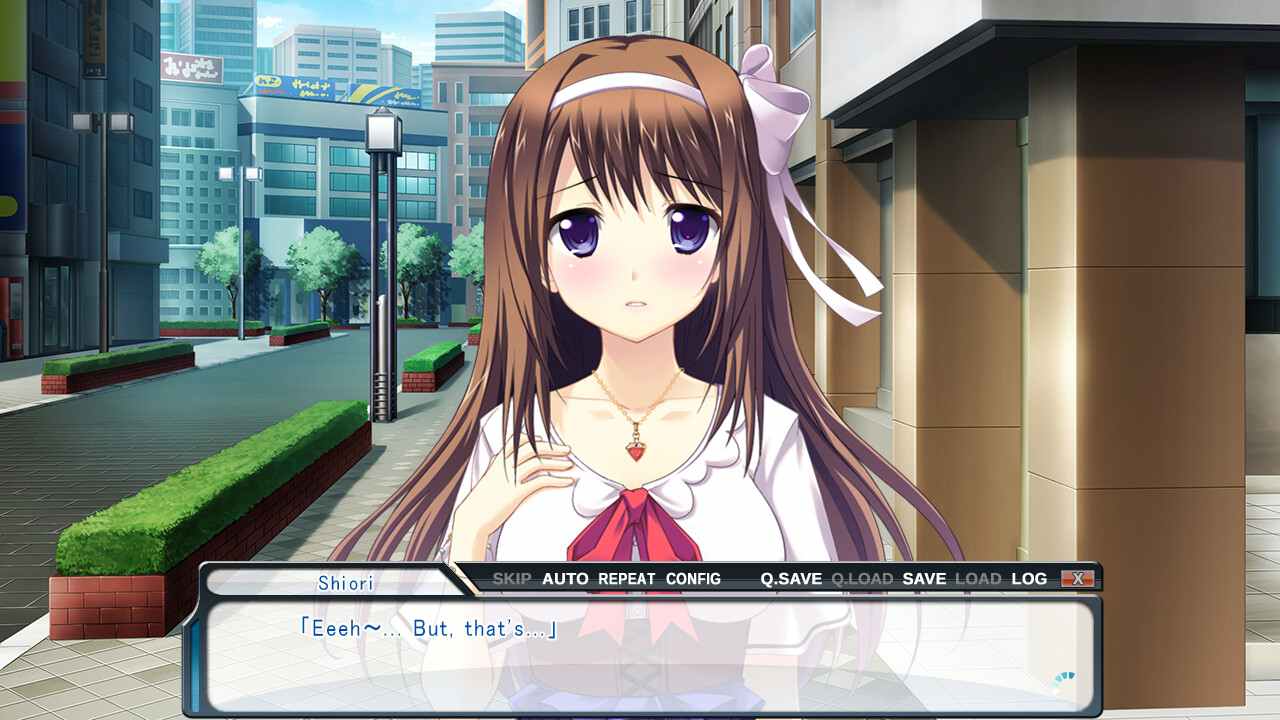 Shiori
SKIP AUTO REPEAT CONFIG Q.SAVE Q.LOAD SAVE LOAD LOG X
「Eeeh～... But, that's...」